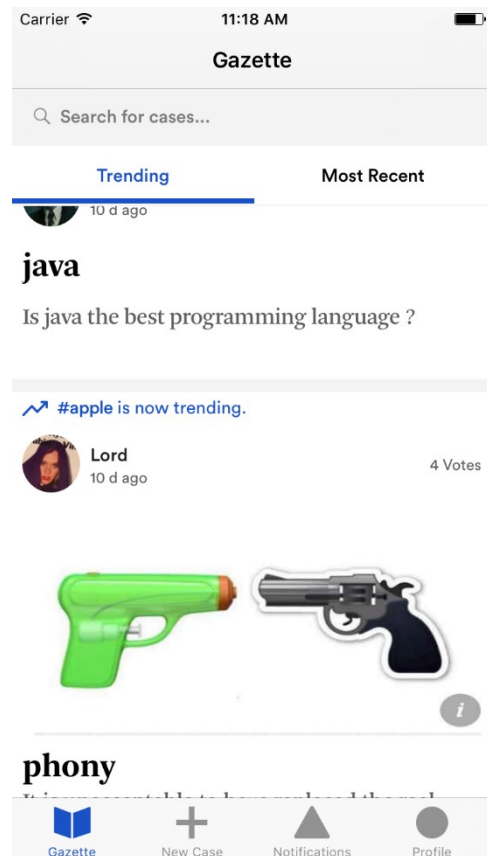 Carrier 11:18 AM
Gazette
Search for cases...
Trending Most Recent
10 d ago
java
Is java the best programming language ?
#apple is now trending.
Lord
10 d ago
4 Votes
i
phony
Gazette New Case Notifications Profile